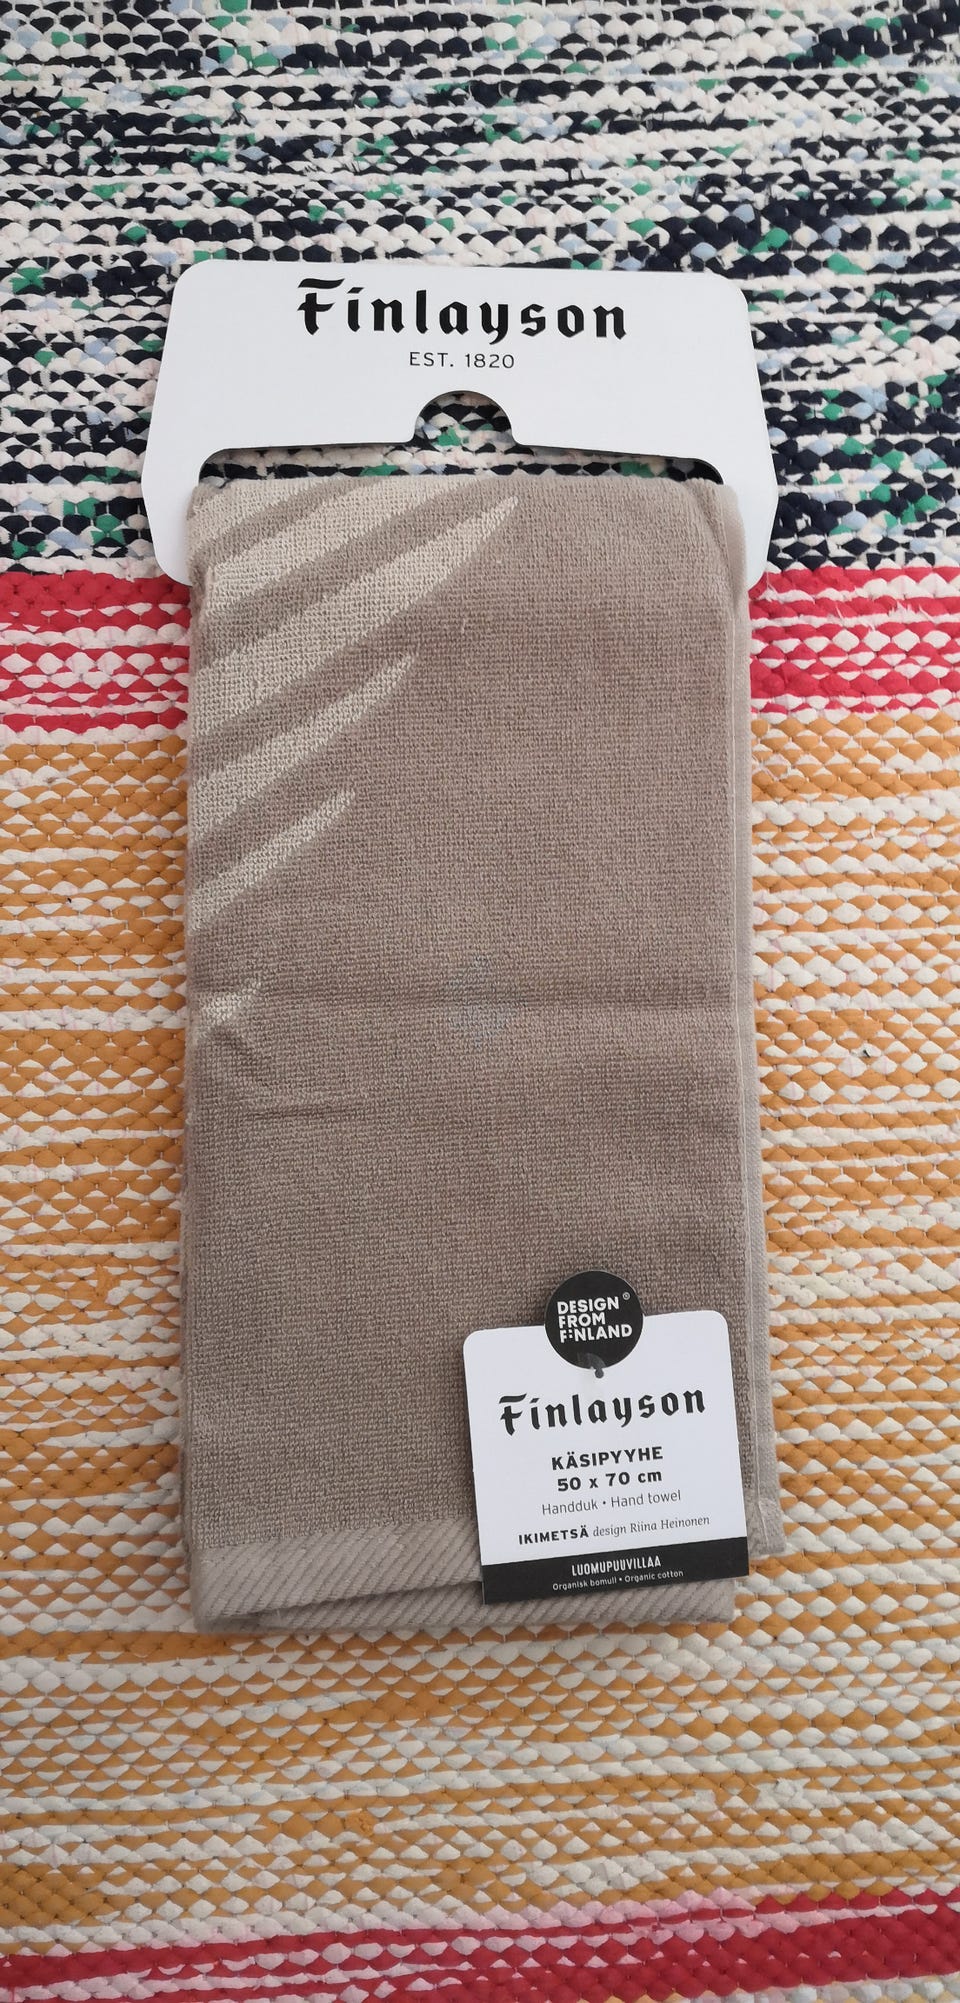 Finlayson
EST. 1820
DESIGN ®
FROM
FINLAND
Finlayson
KÄSIPYYHE
50 x 70 cm
Handduk • Hand towel
IKIMETSÄ design Riina Heinonen
LUOMUPUUVILLAA
Organisk bomull • Organic cotton